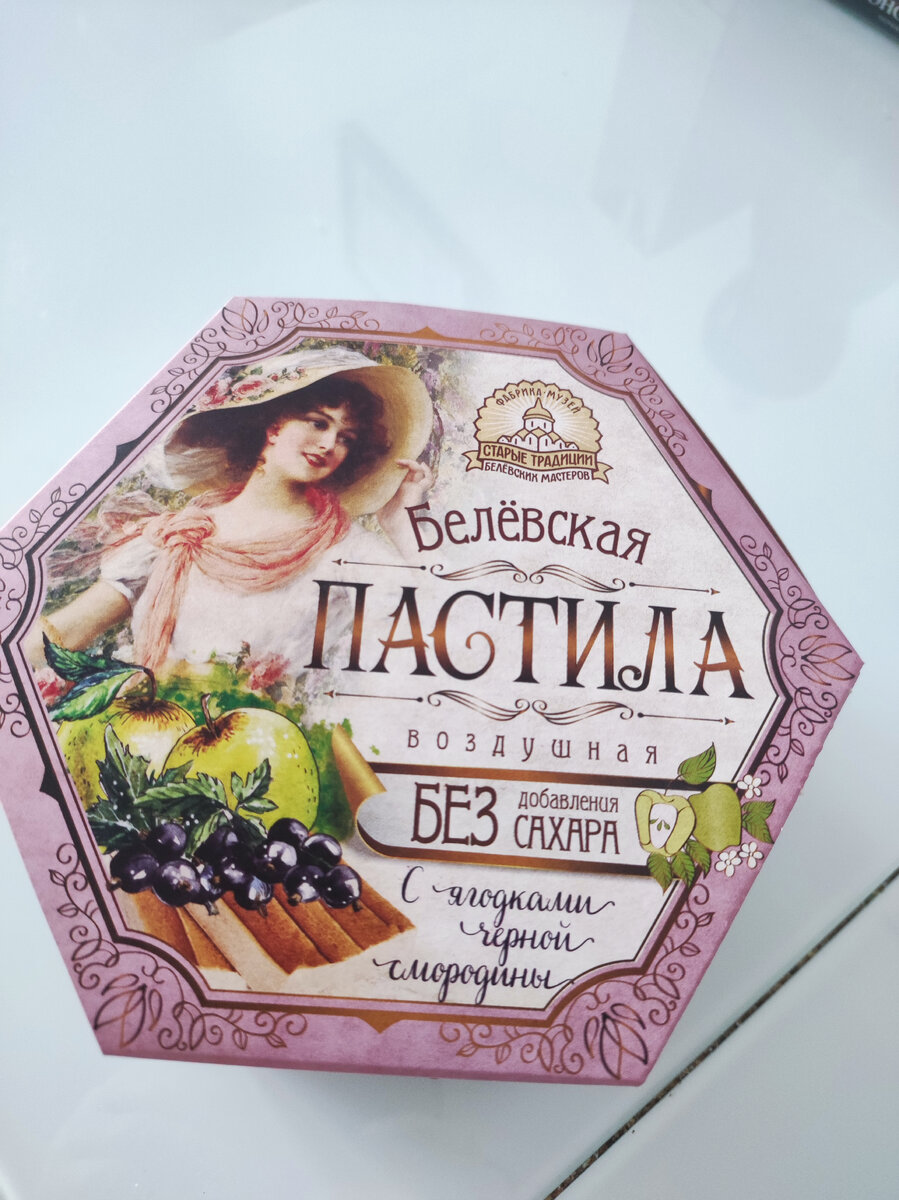 ФАБРИКА-МУЗЕЙ
СТАРЫЕ ТРАДИЦИИ
БЕЛЁВСКИХ МАСТЕРОВ
Белёвская
ПАСТИЛА
воздушная
БЕЗ добавления
САХАРА
С ягодками
черной
смородины